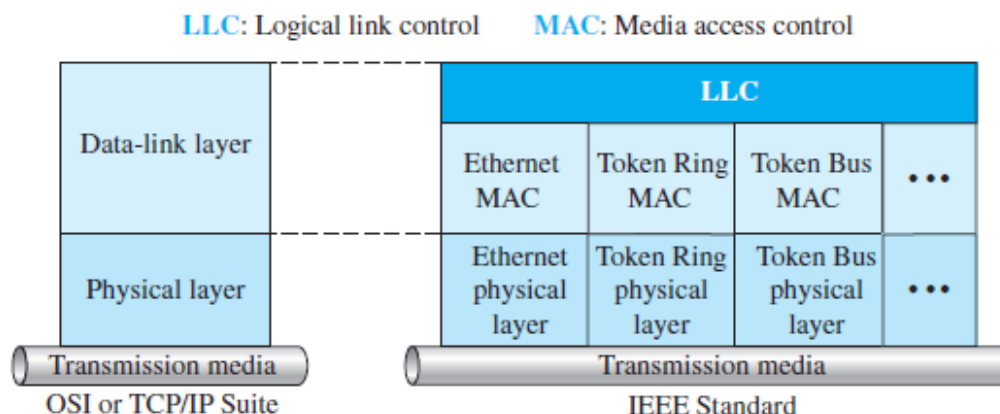 LLC: Logical link control MAC: Media access control
LLC
Data-link layer
Ethernet
MAC
Token Ring
MAC
Token Bus
MAC
•••
Physical layer
Ethernet
physical
layer
Token Ring
physical
layer
Token Bus
physical
layer
•••
Transmission media
Transmission media
OSI or TCP/IP Suite
IEEE Standard